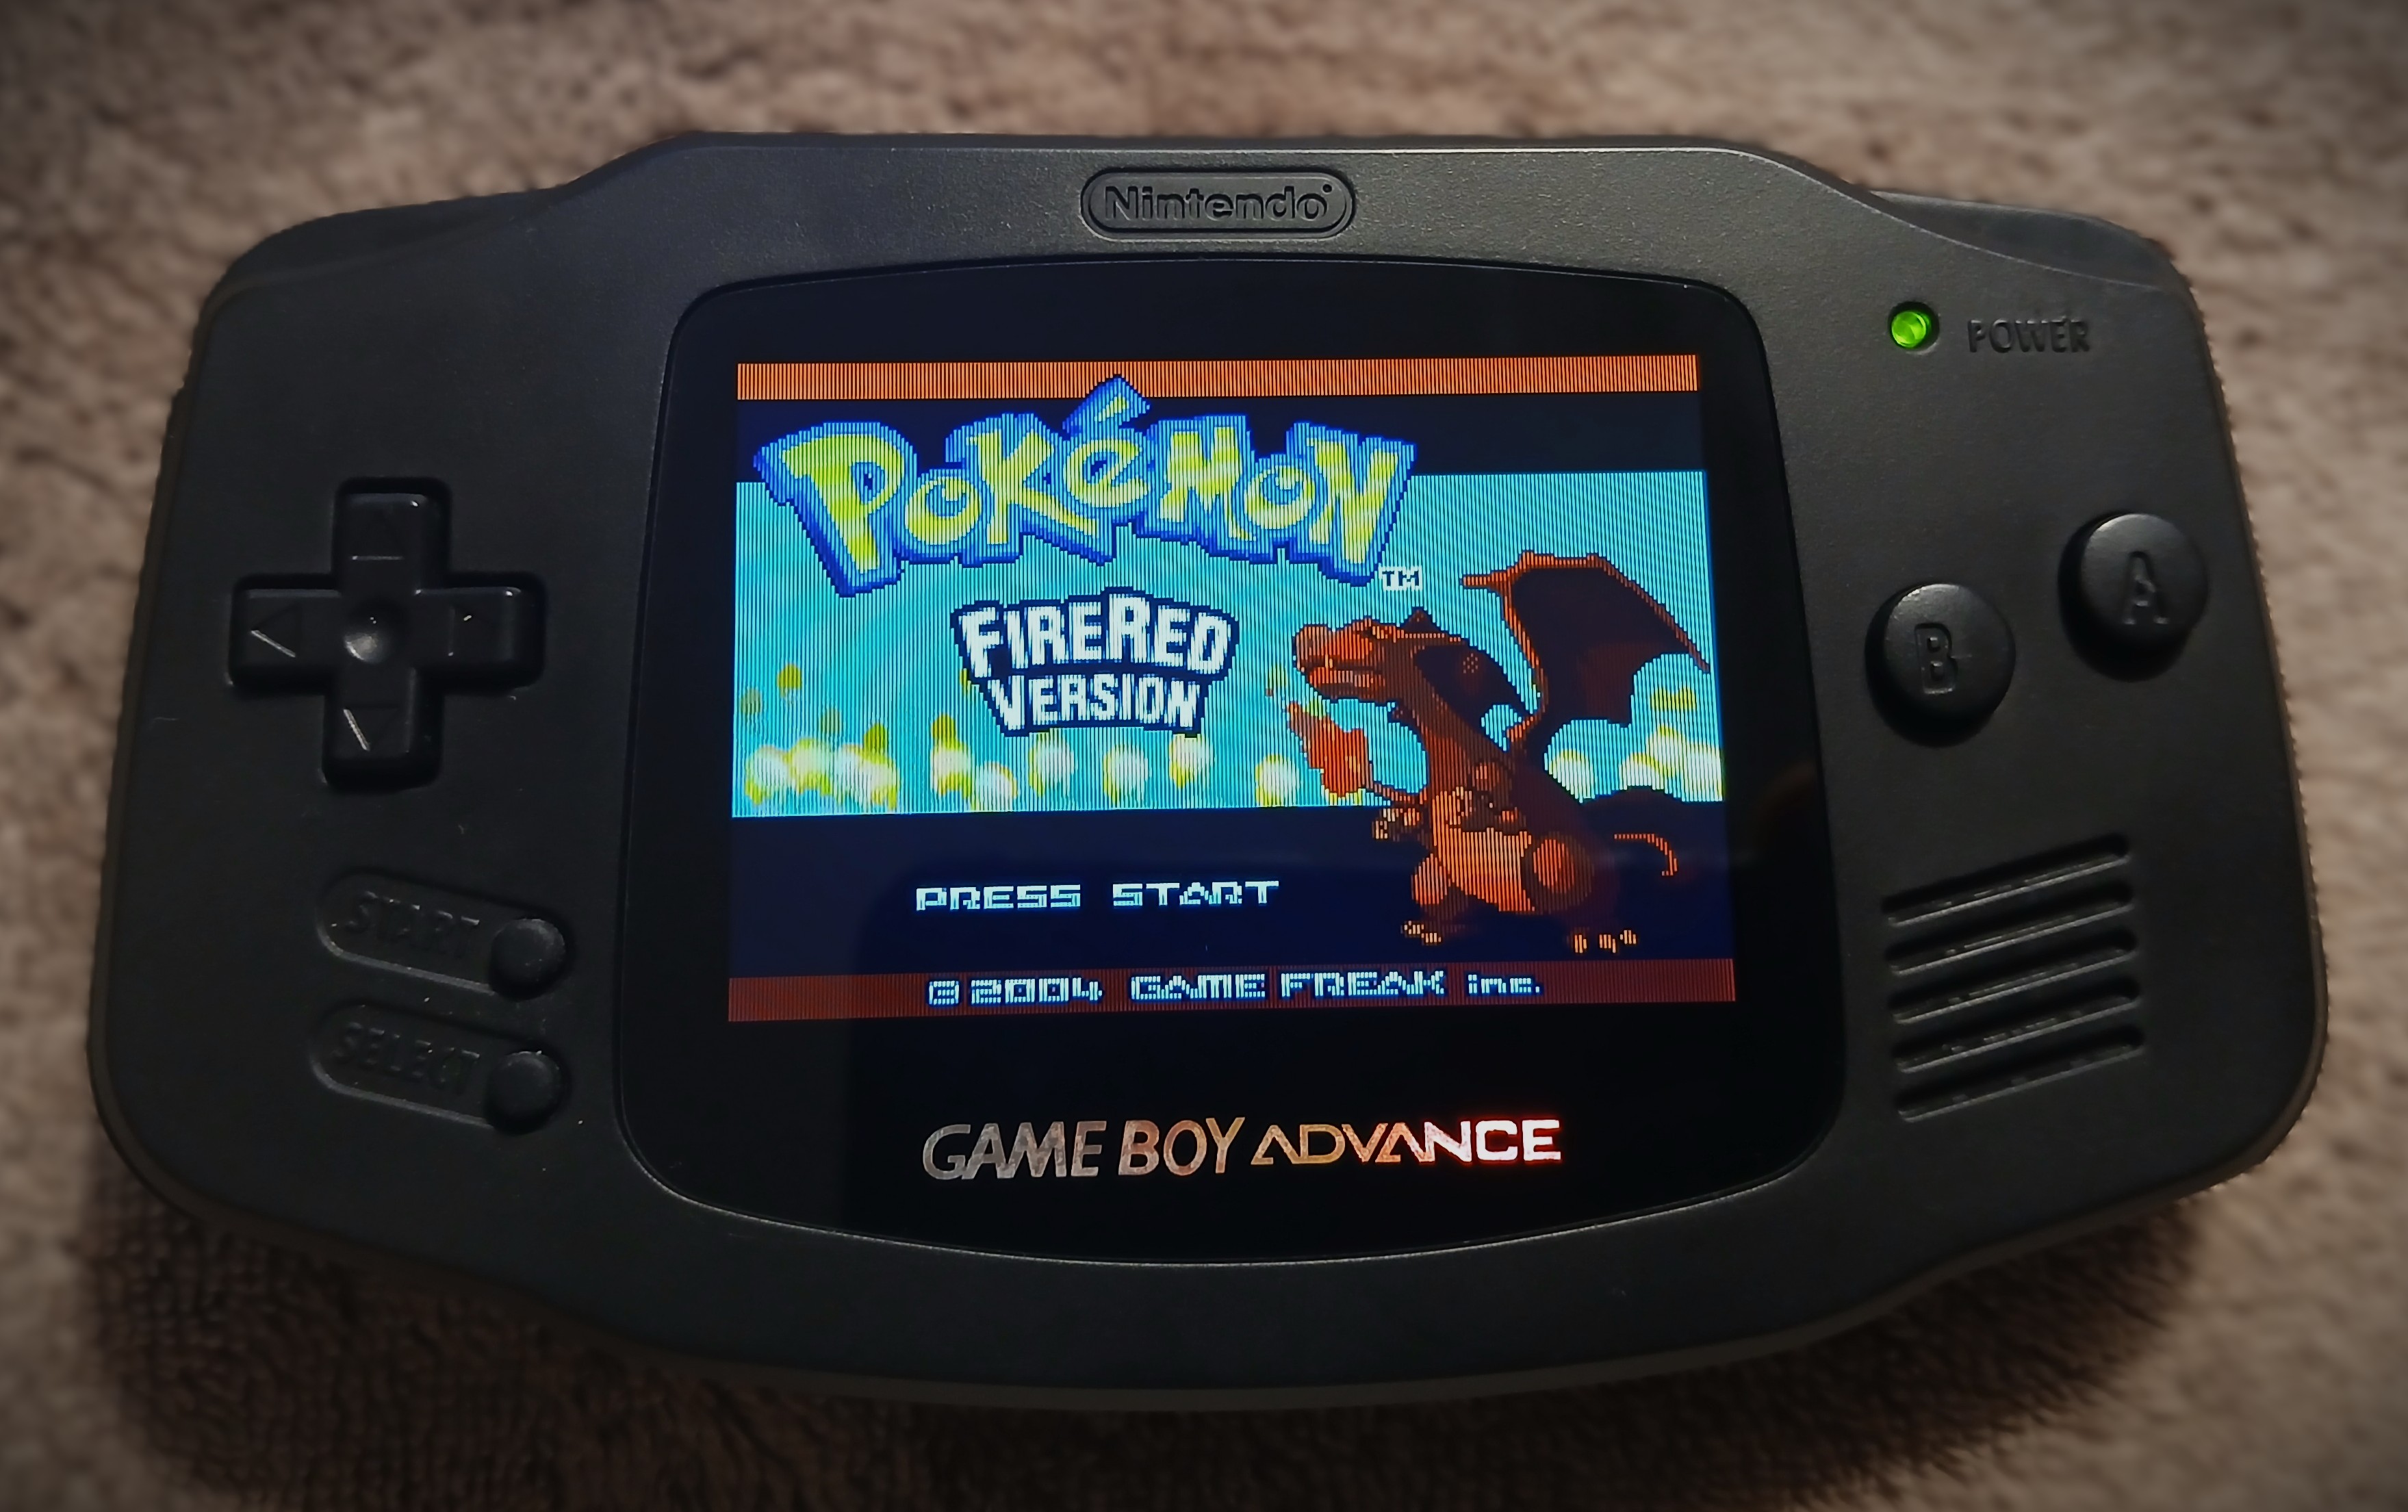 Nintendo
POWER
POKéMON
TM
FIRERED
VERSION
A
B
PRESS START
START
© 2004 GAME FREAK inc.
SELECT
GAME BOY ADVANCE